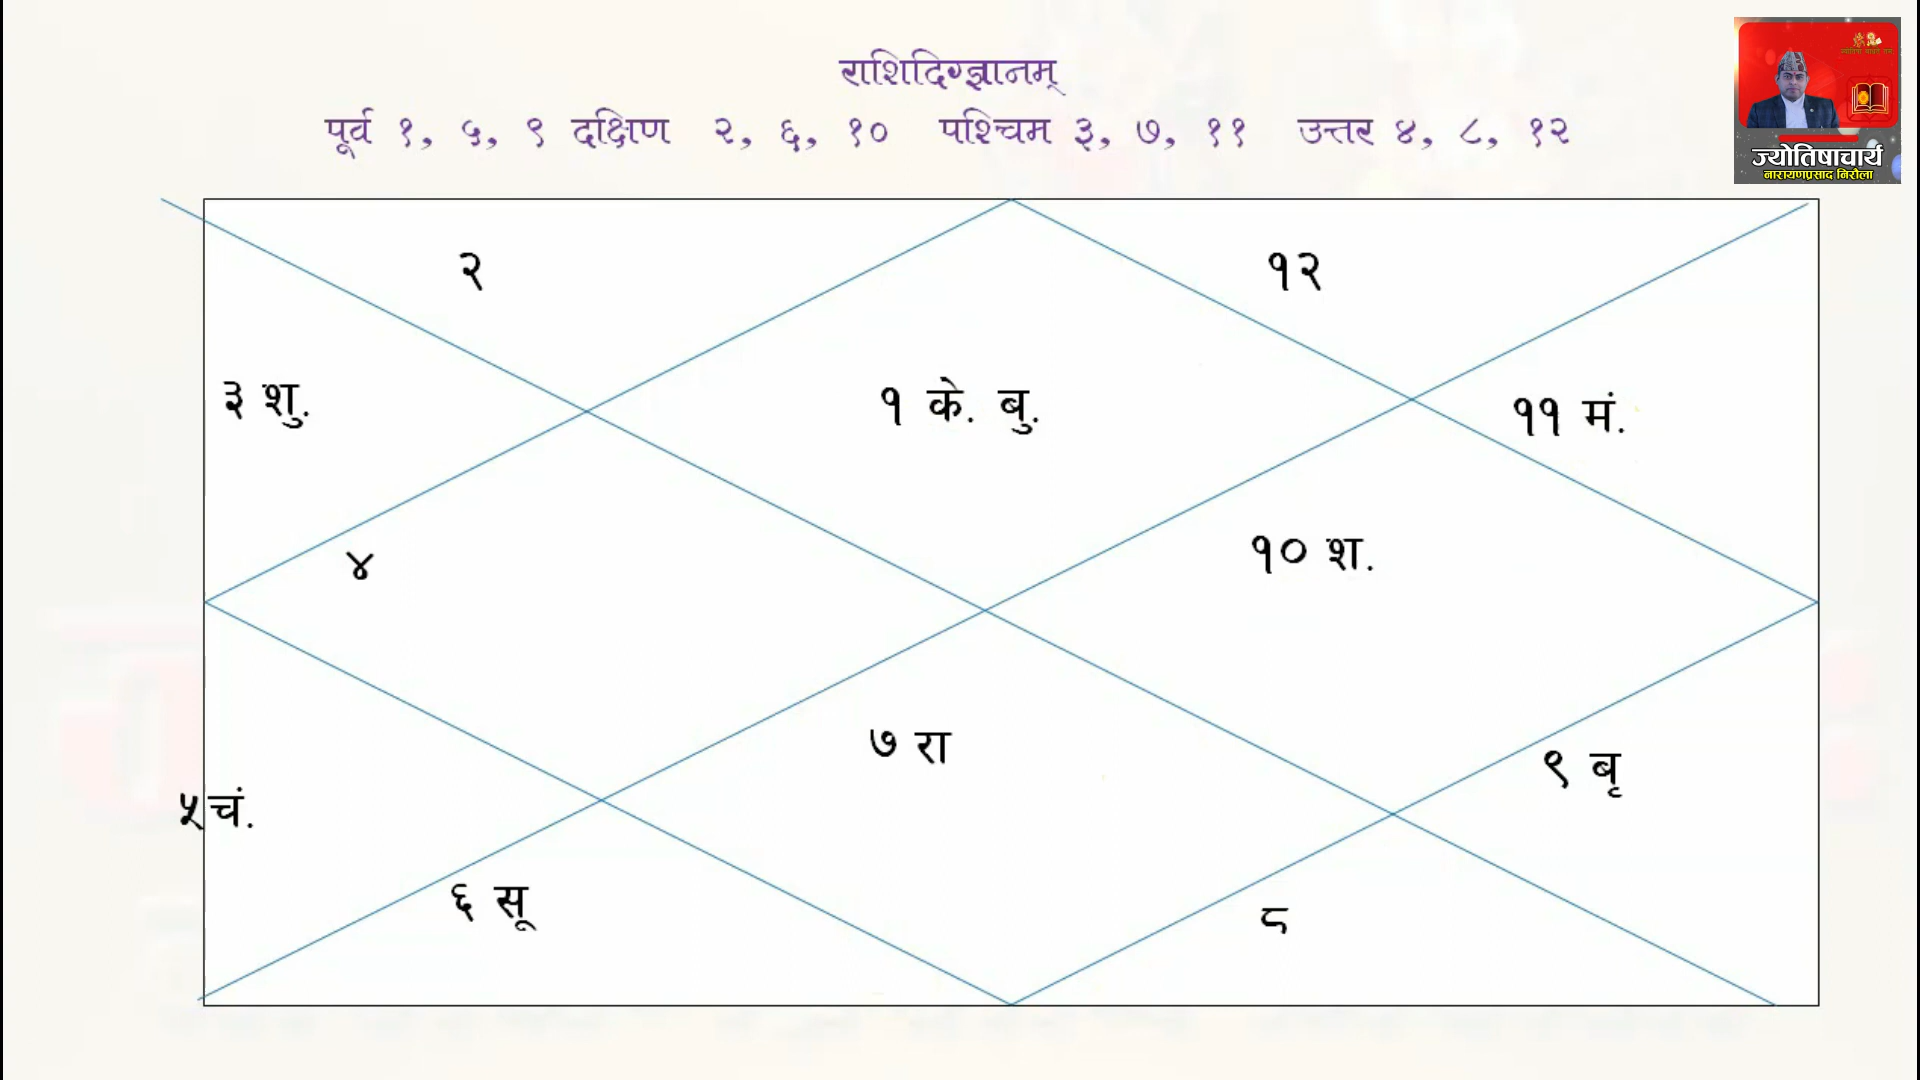 राशिदिग्ज्ञानम्
पूर्व १, ५, ९ दक्षिण २, ६, १० पश्चिम ३, ७, ११ उत्तर ४, ८, १२
ज्योतिषाचार्य
नारायणप्रसाद निरौला
२
१२
३ शु.
१ के. बु.
११ मं.
४
१० श.
७ रा
९ बृ
५ चं.
६ सू
८